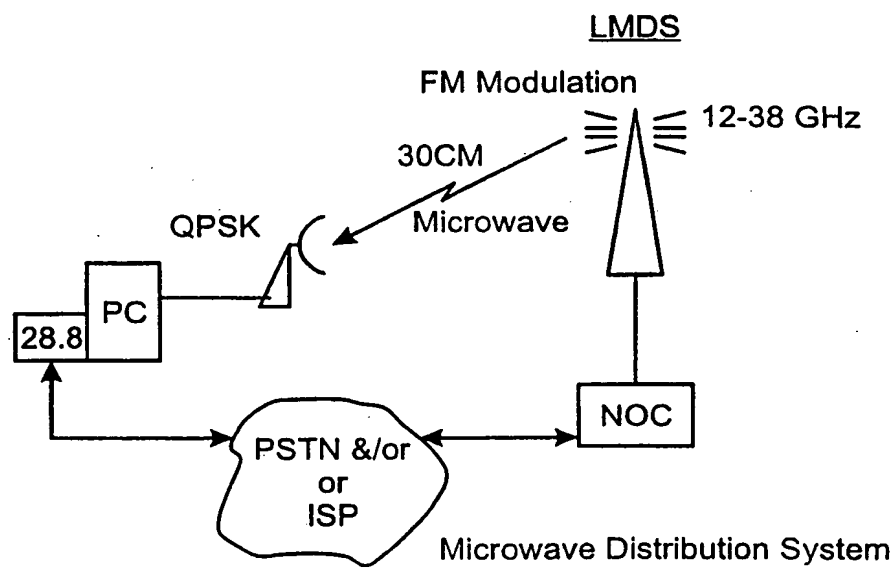 LMDS
FM Modulation
12-38 GHz
30CM
Microwave
QPSK
PC
28.8
NOC
PSTN &/or
or
ISP
Microwave Distribution System